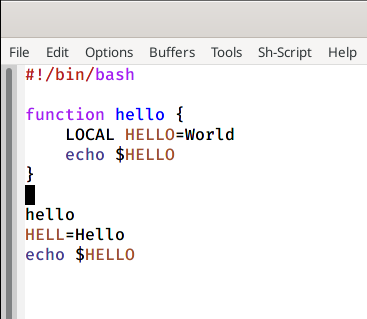 File Edit Options Buffers Tools Sh-Script Help
#!/bin/bash
function hello {
    LOCAL HELLO=World
    echo $HELLO
}
hello
HELL=Hello
echo $HELLO